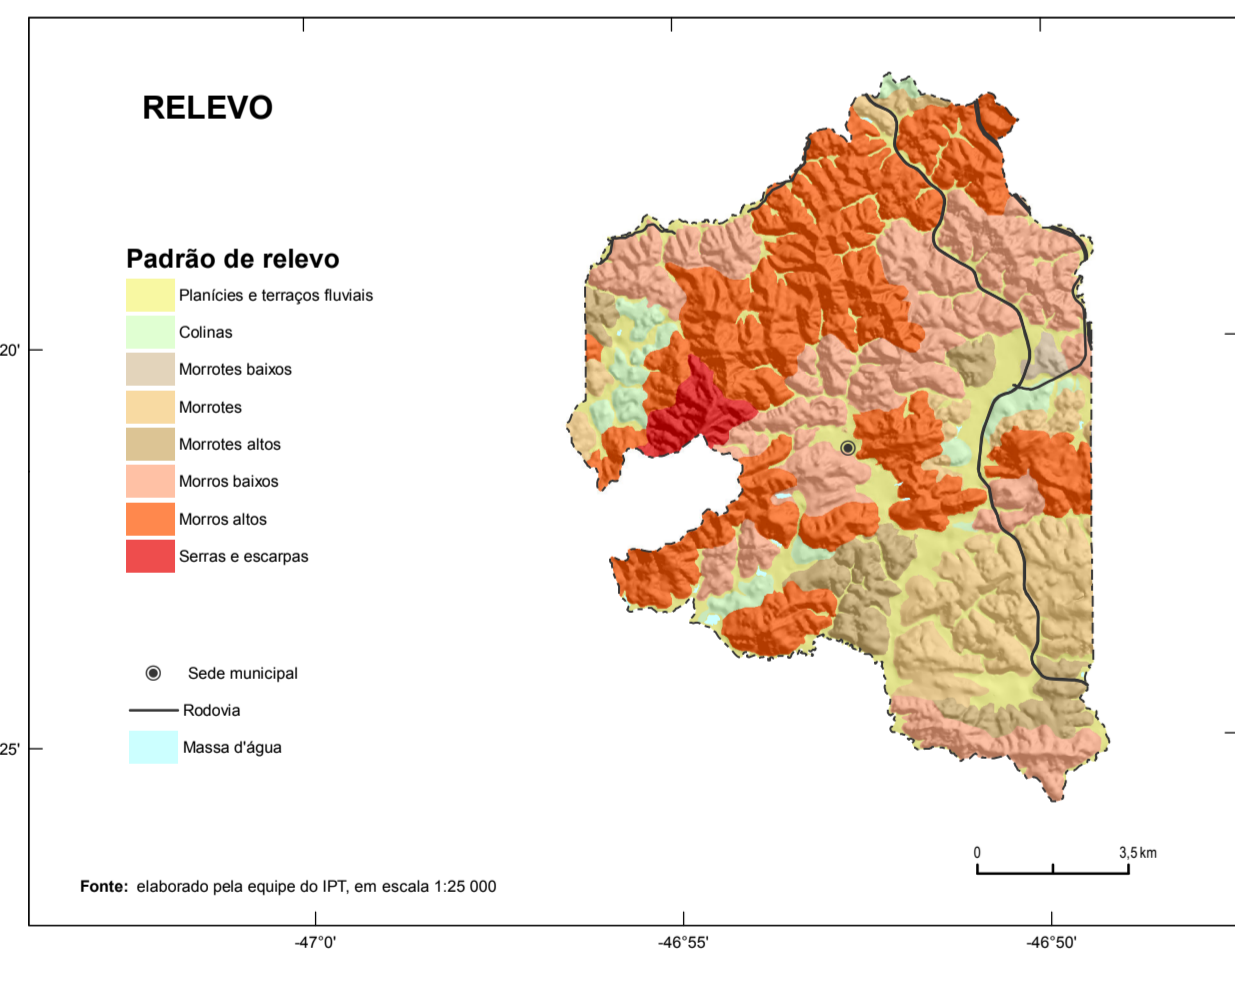 RELEVO
Padrão de relevo
Planícies e terraços fluviais
Colinas
Morrotes baixos
Morrotes
Morrotes altos
Morros baixos
Morros altos
Serras e escarpas
Sede municipal
Rodovia
Massa d'água
20'
25'
0 3,5 km
Fonte: elaborado pela equipe do IPT, em escala 1:25 000
-47°0' -46°55' -46°50'